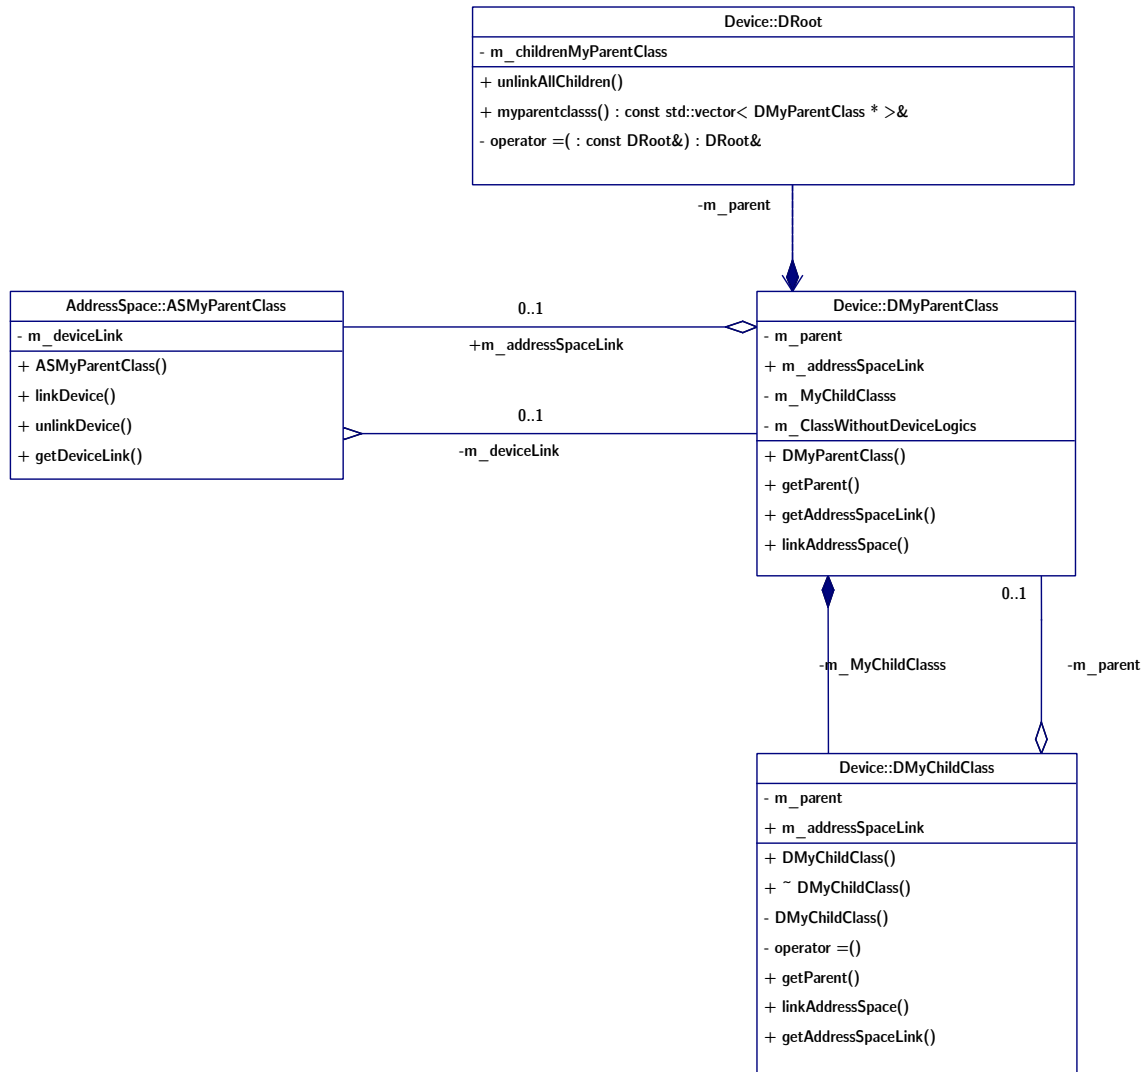 Device::DRoot
- m_childrenMyParentClass
+ unlinkAllChildren()
+ myparentclasss() : const std::vector< DMyParentClass * >&
- operator =( : const DRoot&) : DRoot&
-m_parent
AddressSpace::ASMyParentClass
- m_deviceLink
+ ASMyParentClass()
+ linkDevice()
+ unlinkDevice()
+ getDeviceLink()
0..1
+m_addressSpaceLink
0..1
-m_deviceLink
Device::DMyParentClass
- m_parent
+ m_addressSpaceLink
- m_MyChildClasss
- m_ClassWithoutDeviceLogics
+ DMyParentClass()
+ getParent()
+ getAddressSpaceLink()
+ linkAddressSpace()
0..1
-m_MyChildClasss
-m_parent
Device::DMyChildClass
- m_parent
+ m_addressSpaceLink
+ DMyChildClass()
+ ~ DMyChildClass()
- DMyChildClass()
- operator =()
+ getParent()
+ linkAddressSpace()
+ getAddressSpaceLink()